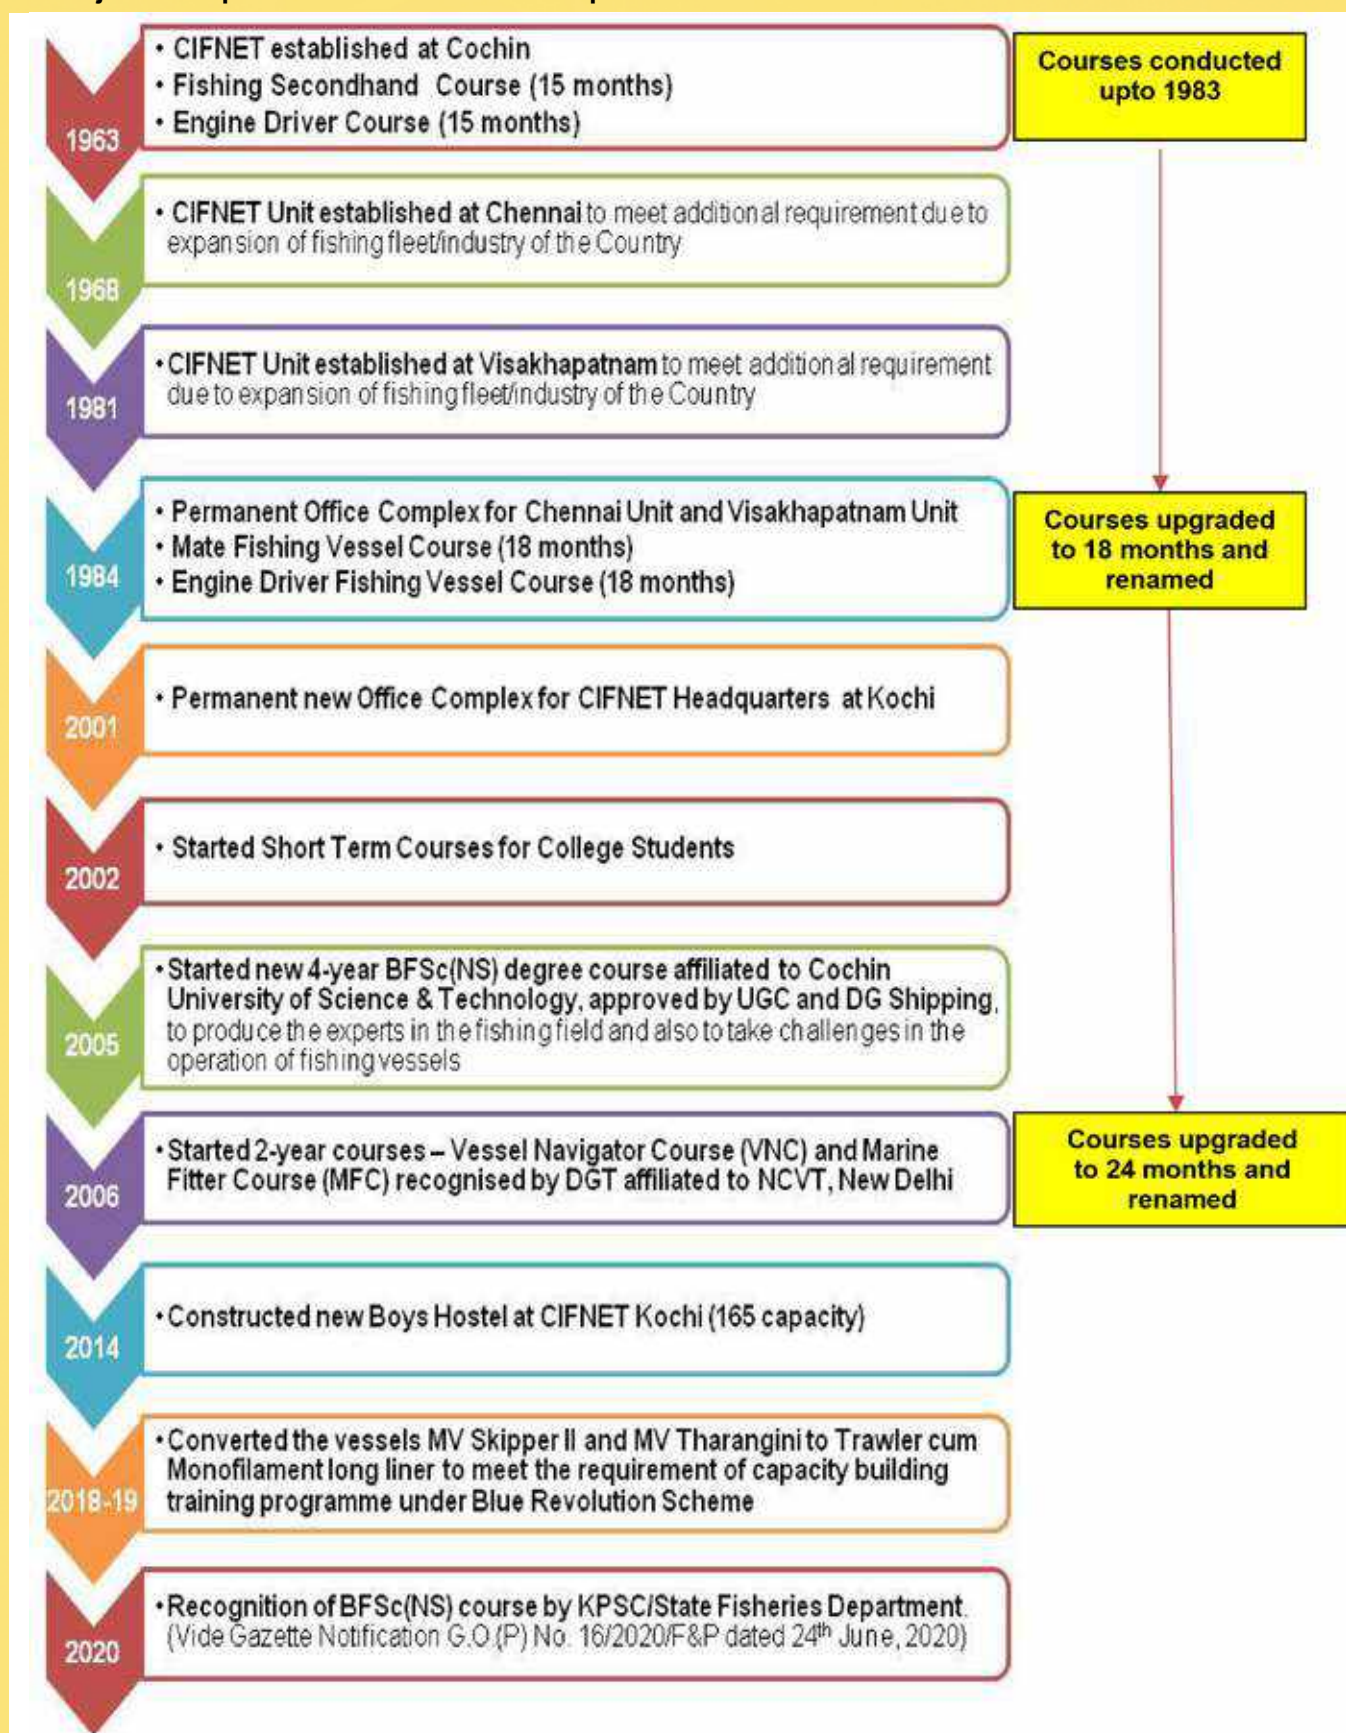 • CIFNET established at Cochin
• Fishing Secondhand Course (15 months)
• Engine Driver Course (15 months)
1963
Courses conducted
upto 1983
• CIFNET Unit established at Chennai to meet additional requirement due to
expansion of fishing fleet/industry of the Country
1968
• CIFNET Unit established at Visakhapatnam to meet additional requirement
due to expansion of fishing fleet/industry of the Country
1981
• Permanent Office Complex for Chennai Unit and Visakhapatnam Unit
• Mate Fishing Vessel Course (18 months)
• Engine Driver Fishing Vessel Course (18 months)
1984
Courses upgraded
to 18 months and
renamed
• Permanent new Office Complex for CIFNET Headquarters at Kochi
2001
• Started Short Term Courses for College Students
2002
• Started new 4-year BFSc(NS) degree course affiliated to Cochin
University of Science & Technology, approved by UGC and DG Shipping,
to produce the experts in the fishing field and also to take challenges in the
operation of fishing vessels
2005
• Started 2-year courses – Vessel Navigator Course (VNC) and Marine
Fitter Course (MFC) recognised by DGT affiliated to NCVT, New Delhi
2006
Courses upgraded
to 24 months and
renamed
• Constructed new Boys Hostel at CIFNET Kochi (165 capacity)
2014
• Converted the vessels MV Skipper II and MV Tharangini to Trawler cum
Monofilament long liner to meet the requirement of capacity building
training programme under Blue Revolution Scheme
2018-19
• Recognition of BFSc(NS) course by KPSC/State Fisheries Department.
(Vide Gazette Notification G.O.(P) No. 16/2020/F&P dated 24th June, 2020)
2020